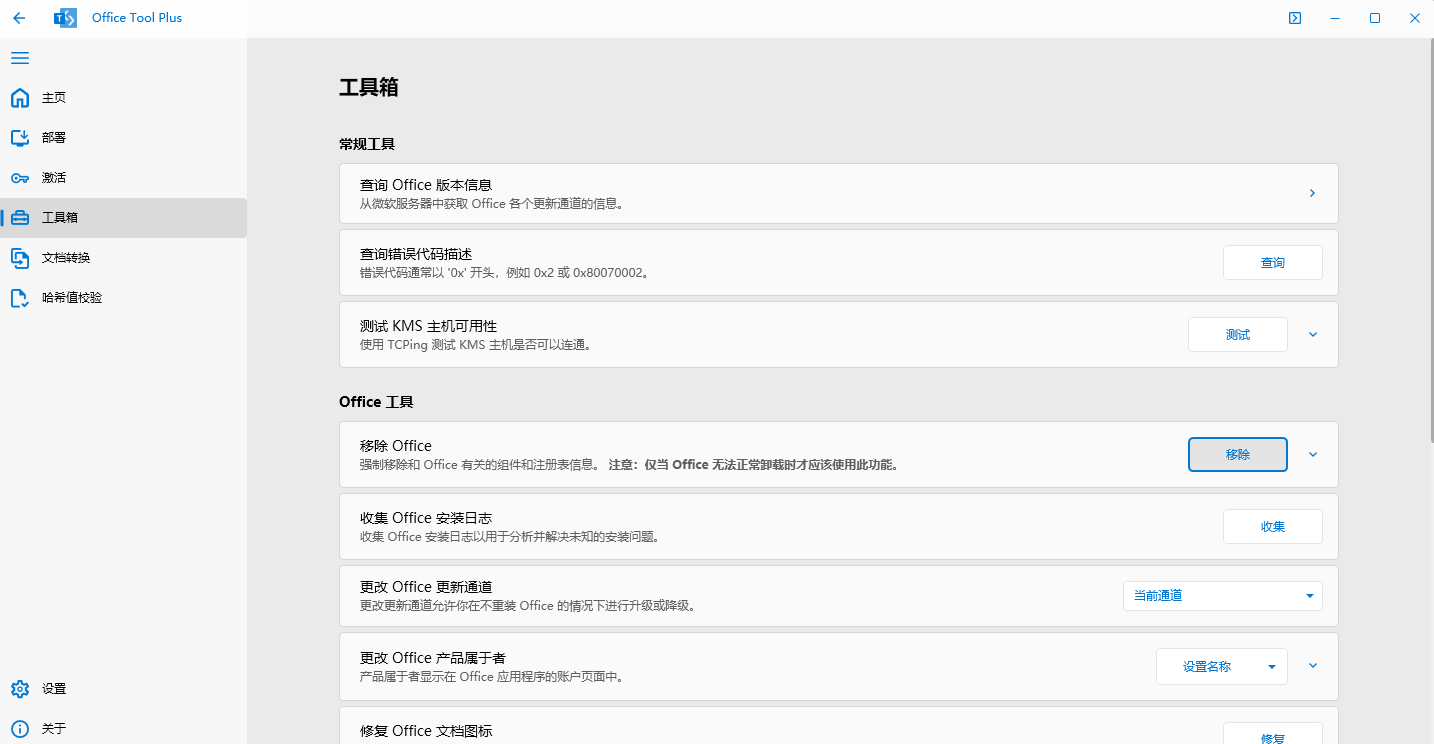 Office Tool Plus
主页
部署
激活
工具箱
文档转换
哈希值校验
设置
关于
工具箱
常规工具
查询 Office 版本信息
从微软服务器中获取 Office 各个更新通道的信息。
查询错误代码描述
错误代码通常以 '0x' 开头，例如 0x2 或 0x80070002。
查询
测试 KMS 主机可用性
使用 TCPing 测试 KMS 主机是否可以连通。
测试
Office 工具
移除 Office
强制移除和 Office 有关的组件和注册表信息。 注意：仅当 Office 无法正常卸载时才应该使用此功能。
移除
收集 Office 安装日志
收集 Office 安装日志以用于分析并解决未知的安装问题。
收集
更改 Office 更新通道
更改更新通道允许你在不重装 Office 的情况下进行升级或降级。
当前通道
更改 Office 产品属于者
产品属于者显示在 Office 应用程序的账户页面中。
设置名称
修复 Office 文档图标
修复